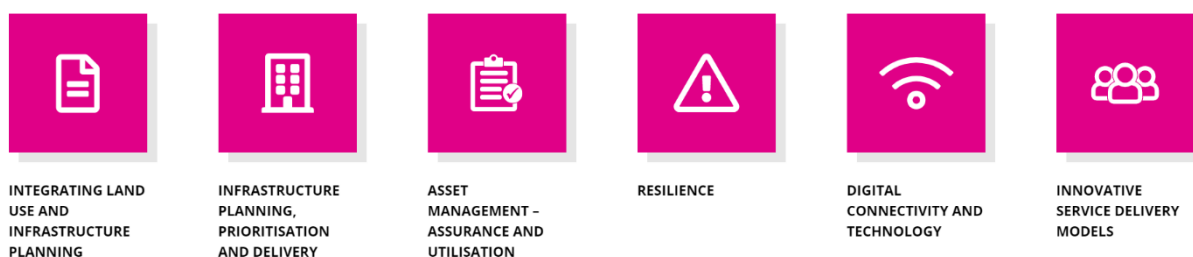 INTEGRATING LAND
USE AND
INFRASTRUCTURE
PLANNING
INFRASTRUCTURE
PLANNING,
PRIORITISATION
AND DELIVERY
ASSET
MANAGEMENT –
ASSURANCE AND
UTILISATION
RESILIENCE
DIGITAL
CONNECTIVITY AND
TECHNOLOGY
INNOVATIVE
SERVICE DELIVERY
MODELS